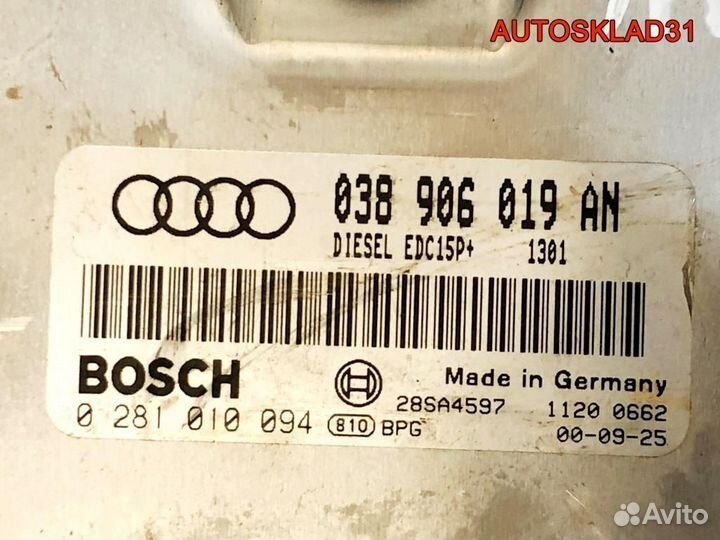 AUTOSKLAD31
038 906 019 AN
DIESEL EDC15P+ 1301
BOSCH
Made in Germany
28SA4597 1120 0662
0 281 010 094 810 BPG 00-09-25
Avito